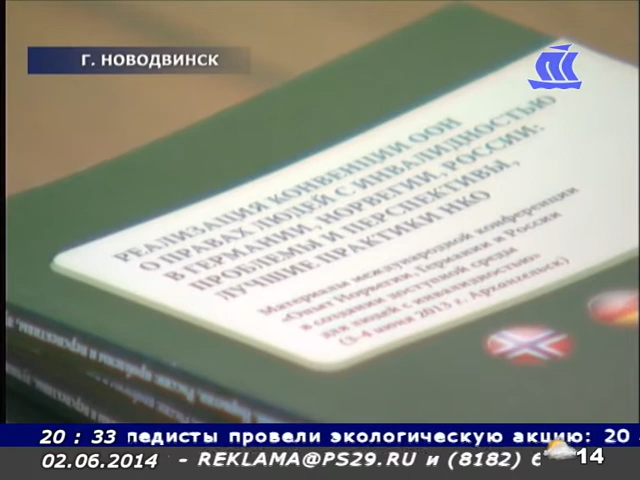 Г. НОВОДВИНСК
РЕАЛИЗАЦИЯ КОНВЕНЦИИ ООН
О ПРАВАХ ЛЮДЕЙ С ИНВАЛИДНОСТЬЮ
В ГЕРМАНИИ, НОРВЕГИИ, РОССИИ:
ПРОБЛЕМЫ И ПЕРСПЕКТИВЫ,
ЛУЧШИЕ ПРАКТИКИ НКО
Материалы международной конференции
«Опыт Норвегии, Германии и России
в создании доступной среды
для людей с инвалидностью»
(3-4 июня 2013 г. Архангельск)
20 : 33 педисты провели экологическую акцию: 20
02.06.2014 - REKLAMA@PS29.RU и (8182) 6 14